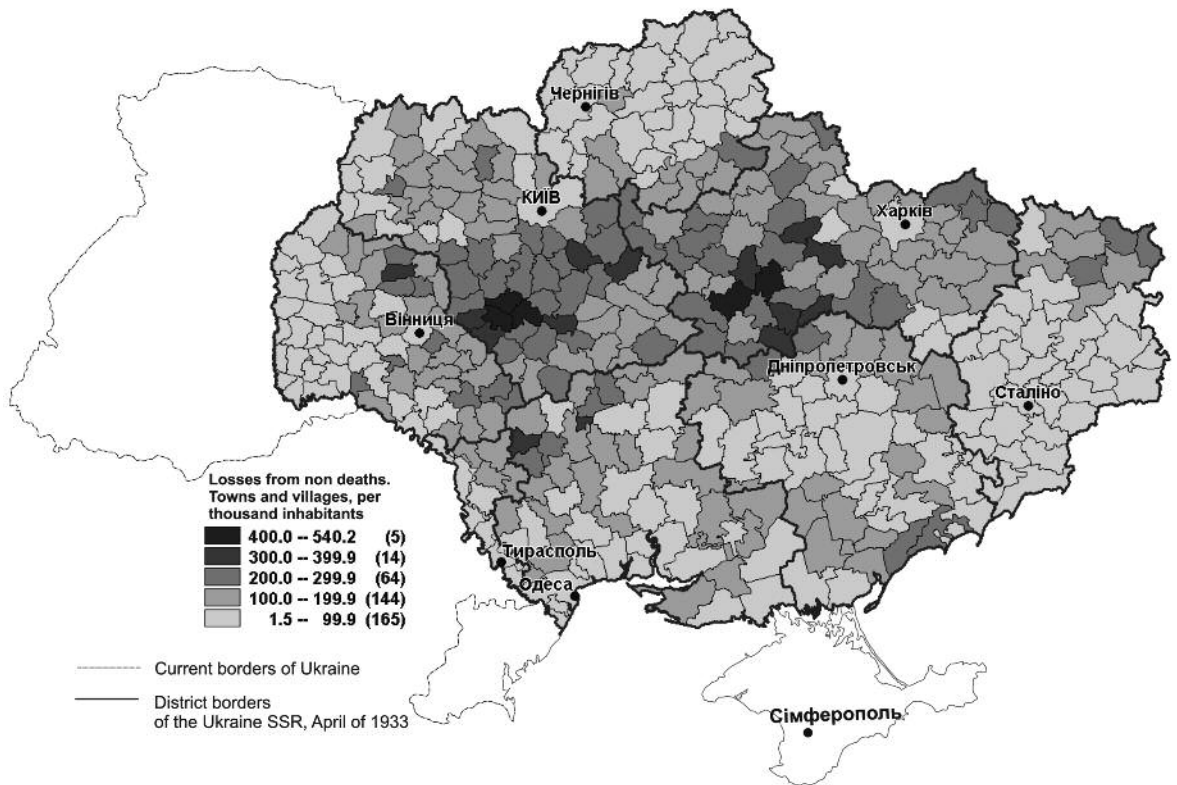 Чернігів
КИЇВ
Харків
Вінниця
Дніпропетровськ
Сталіно
Losses from non deaths.
Towns and villages, per
thousand inhabitants
400.0 -- 540.2 (5)
300.0 -- 399.9 (14)
200.0 -- 299.9 (64)
100.0 -- 199.9 (144)
1.5 -- 99.9 (165)
Тирасполь
Одеса
Current borders of Ukraine
District borders
of the Ukraine SSR, April of 1933
Сімферополь